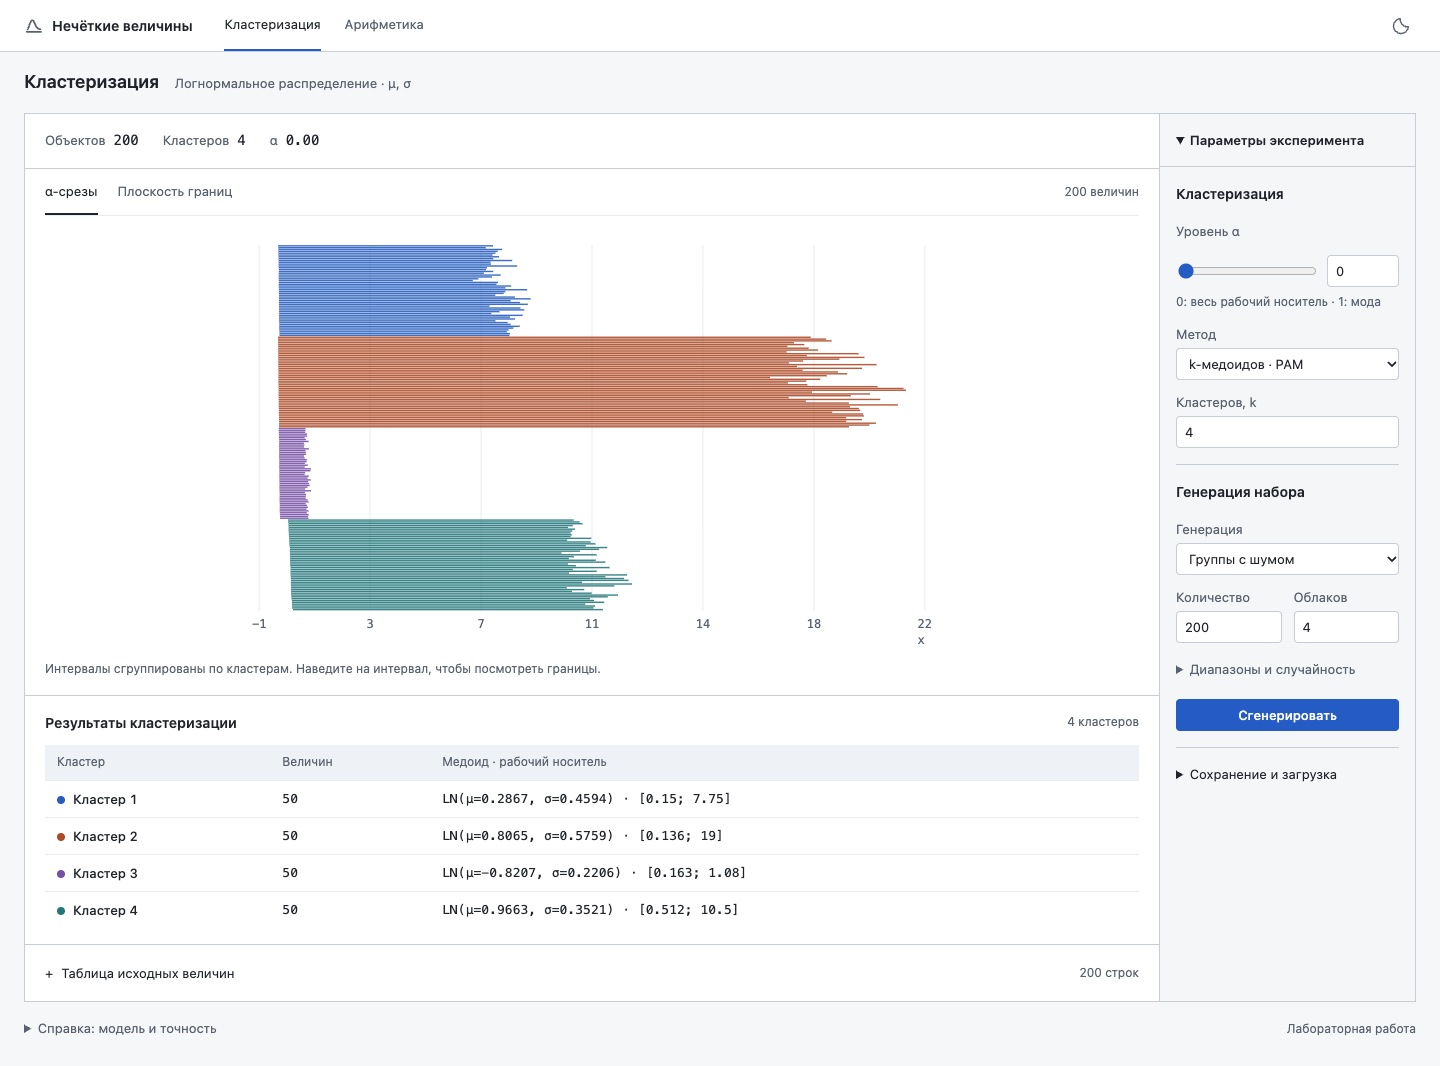 Нечёткие величины
Кластеризация
Арифметика
Кластеризация
Логнормальное распределение · μ, σ
Объектов 200 Кластеров 4 α 0.00
α-срезы
Плоскость границ
200 величин
−1 3 7 11 14 18 22
x
Интервалы сгруппированы по кластерам. Наведите на интервал, чтобы посмотреть границы.
Результаты кластеризации
4 кластеров
Кластер Величин Медоид · рабочий носитель
Кластер 1 50 LN(μ=0.2867, σ=0.4594) · [0.15; 7.75]
Кластер 2 50 LN(μ=0.8065, σ=0.5759) · [0.136; 19]
Кластер 3 50 LN(μ=−0.8207, σ=0.2206) · [0.163; 1.08]
Кластер 4 50 LN(μ=0.9663, σ=0.3521) · [0.512; 10.5]
+ Таблица исходных величин
200 строк
Параметры эксперимента
Кластеризация
Уровень α
0
0: весь рабочий носитель · 1: мода
Метод
k-медоидов · PAM
Кластеров, k
4
Генерация набора
Генерация
Группы с шумом
Количество Облаков
200 4
Диапазоны и случайность
Сгенерировать
Сохранение и загрузка
Справка: модель и точность
Лабораторная работа